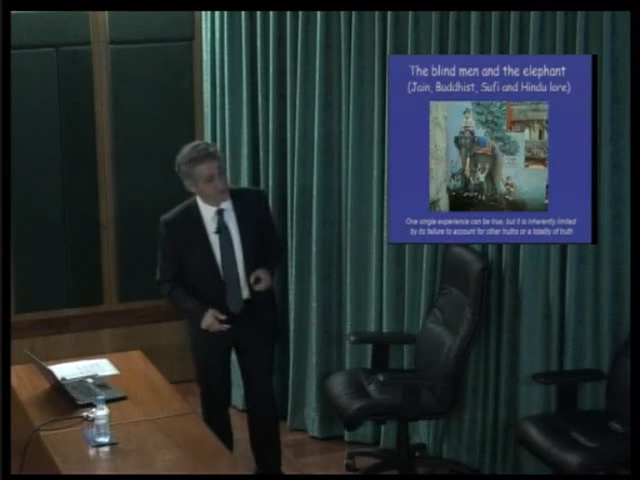 The blind men and the elephant
(Jain, Buddhist, Sufi and Hindu lore)
One single experience can be true, but it is inherently limited
by its failure to account for other truths or a totality of truth